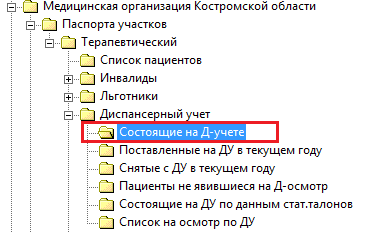 Медицинская организация Костромской области
Паспорта участков
Терапевтический
Список пациентов
Инвалиды
Льготники
Диспансерный учет
Состоящие на Д-учете
Поставленные на ДУ в текущем году
Снятые с ДУ в текущем году
Пациенты не явившиеся на Д-осмотр
Состоящие на ДУ по данным стат.талонов
Список на осмотр по ДУ